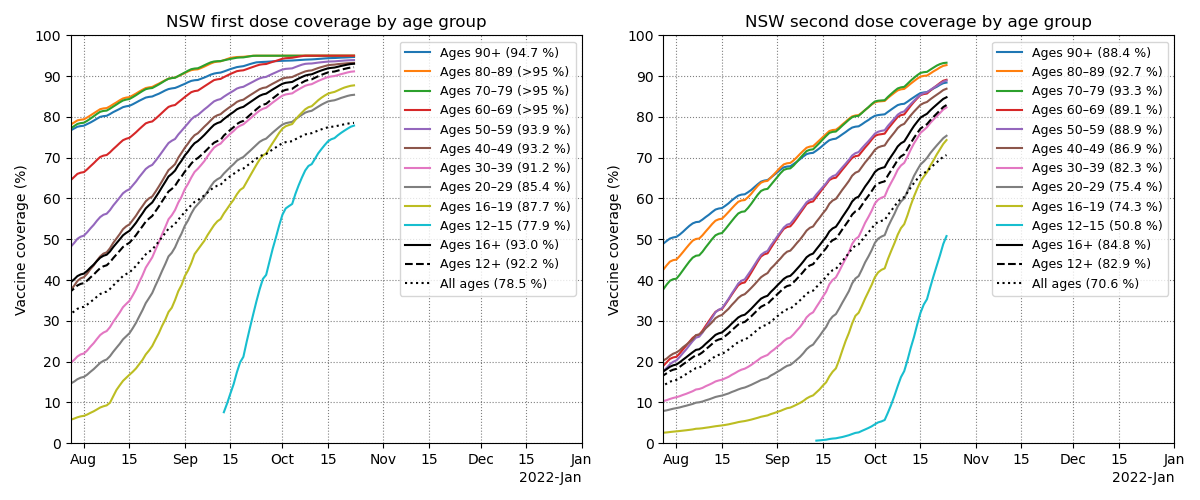 NSW first dose coverage by age group
Vaccine coverage (%)
100
90
80
70
60
50
40
30
20
10
0
Ages 90+ (94.7 %)
Ages 80–89 (>95 %)
Ages 70–79 (>95 %)
Ages 60–69 (>95 %)
Ages 50–59 (93.9 %)
Ages 40–49 (93.2 %)
Ages 30–39 (91.2 %)
Ages 20–29 (85.4 %)
Ages 16–19 (87.7 %)
Ages 12–15 (77.9 %)
Ages 16+ (93.0 %)
Ages 12+ (92.2 %)
All ages (78.5 %)
Aug 15 Sep 15 Oct 15 Nov 15 Dec 15 Jan
2022-Jan
NSW second dose coverage by age group
Vaccine coverage (%)
100
90
80
70
60
50
40
30
20
10
0
Ages 90+ (88.4 %)
Ages 80–89 (92.7 %)
Ages 70–79 (93.3 %)
Ages 60–69 (89.1 %)
Ages 50–59 (88.9 %)
Ages 40–49 (86.9 %)
Ages 30–39 (82.3 %)
Ages 20–29 (75.4 %)
Ages 16–19 (74.3 %)
Ages 12–15 (50.8 %)
Ages 16+ (84.8 %)
Ages 12+ (82.9 %)
All ages (70.6 %)
Aug 15 Sep 15 Oct 15 Nov 15 Dec 15 Jan
2022-Jan